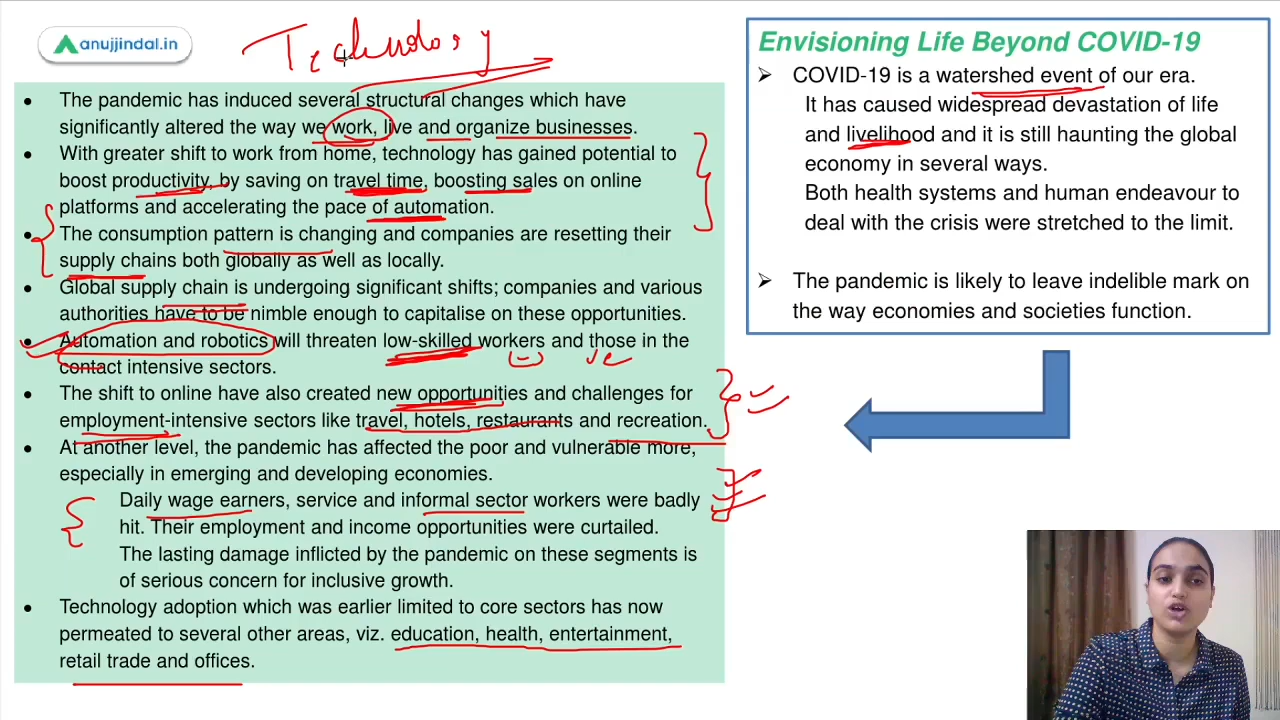 anujjindal.in
Technology
• The pandemic has induced several structural changes which have
significantly altered the way we work, live and organize businesses.
• With greater shift to work from home, technology has gained potential to
boost productivity, by saving on travel time, boosting sales on online
platforms and accelerating the pace of automation.
• The consumption pattern is changing and companies are resetting their
supply chains both globally as well as locally.
• Global supply chain is undergoing significant shifts; companies and various
authorities have to be nimble enough to capitalise on these opportunities.
• Automation and robotics will threaten low-skilled workers and those in the
contact intensive sectors.
(-) ve
• The shift to online have also created new opportunities and challenges for
employment-intensive sectors like travel, hotels, restaurants and recreation.
• At another level, the pandemic has affected the poor and vulnerable more,
especially in emerging and developing economies.
Daily wage earners, service and informal sector workers were badly
hit. Their employment and income opportunities were curtailed.
The lasting damage inflicted by the pandemic on these segments is
of serious concern for inclusive growth.
• Technology adoption which was earlier limited to core sectors has now
permeated to several other areas, viz. education, health, entertainment,
retail trade and offices.
Envisioning Life Beyond COVID-19
➢ COVID-19 is a watershed event of our era.
It has caused widespread devastation of life
and livelihood and it is still haunting the global
economy in several ways.
Both health systems and human endeavour to
deal with the crisis were stretched to the limit.
➢ The pandemic is likely to leave indelible mark on
the way economies and societies function.